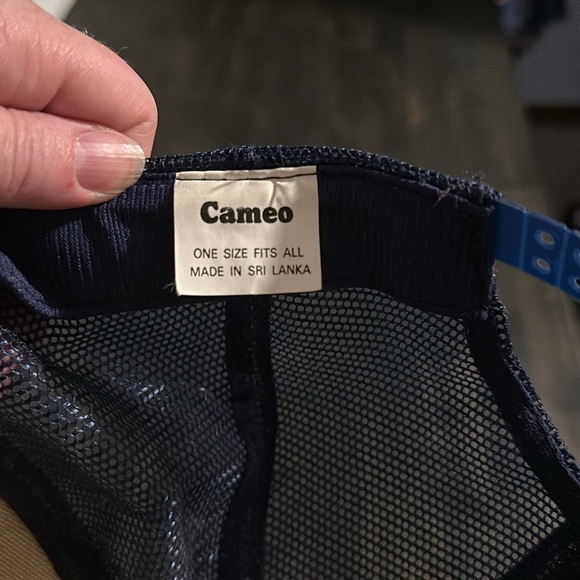 Cameo
ONE SIZE FITS ALL
MADE IN SRI LANKA